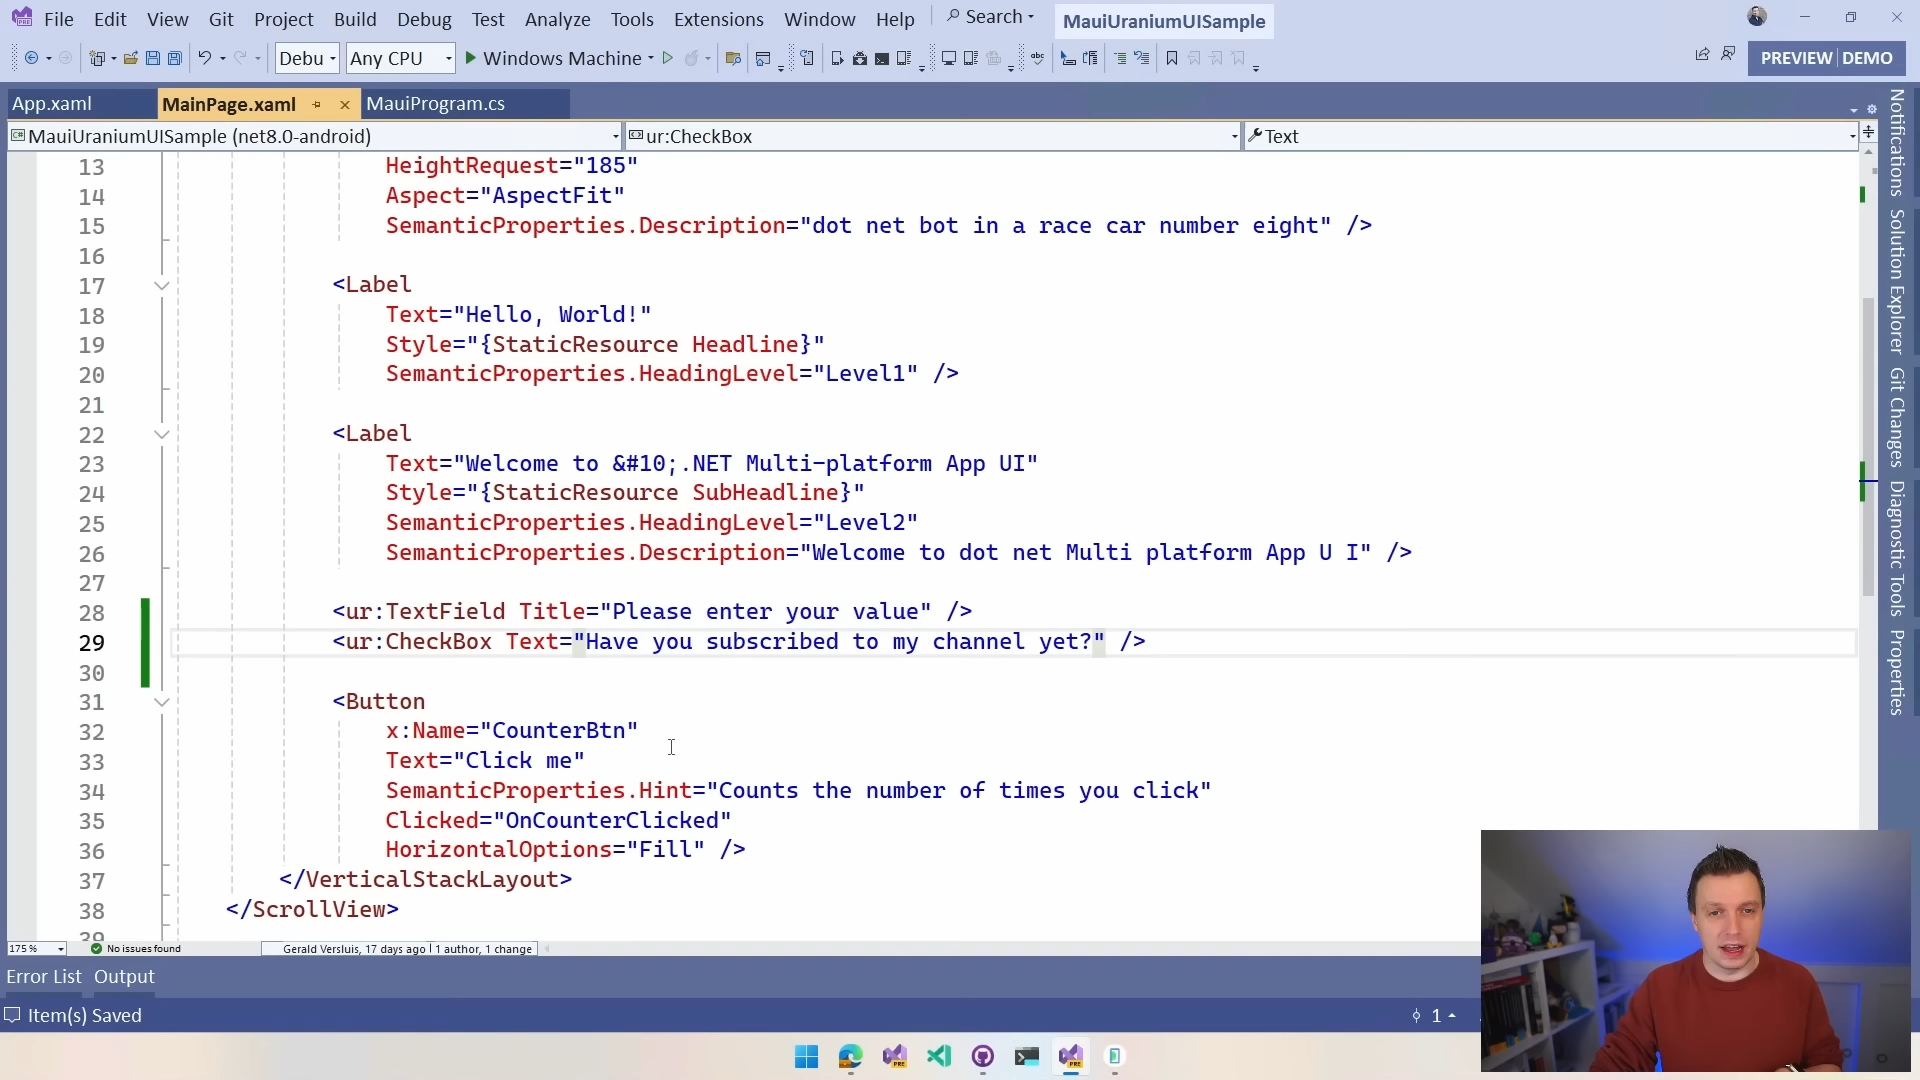 File Edit View Git Project Build Debug Test Analyze Tools Extensions Window Help Search MauiUraniumUISample
Debu Any CPU Windows Machine PREVIEW DEMO
App.xaml MainPage.xaml MauiProgram.cs
MauiUraniumUISample (net8.0-android) ur:CheckBox Text
13 HeightRequest="185"
14 Aspect="AspectFit"
15 SemanticProperties.Description="dot net bot in a race car number eight" />
16
17 <Label
18 Text="Hello, World!"
19 Style="{StaticResource Headline}"
20 SemanticProperties.HeadingLevel="Level1" />
21
22 <Label
23 Text="Welcome to &#10;.NET Multi-platform App UI"
24 Style="{StaticResource SubHeadline}"
25 SemanticProperties.HeadingLevel="Level2"
26 SemanticProperties.Description="Welcome to dot net Multi platform App U I" />
27
28 <ur:TextField Title="Please enter your value" />
29 <ur:CheckBox Text="Have you subscribed to my channel yet?" />
30
31 <Button
32 x:Name="CounterBtn"
33 Text="Click me"
34 SemanticProperties.Hint="Counts the number of times you click"
35 Clicked="OnCounterClicked"
36 HorizontalOptions="Fill" />
37 </VerticalStackLayout>
38 </ScrollView>
39
175 % No issues found Gerald Versluis, 17 days ago | 1 author, 1 change
Error List Output
Item(s) Saved 1
Notifications
Solution Explorer
Git Changes
Diagnostic Tools
Properties